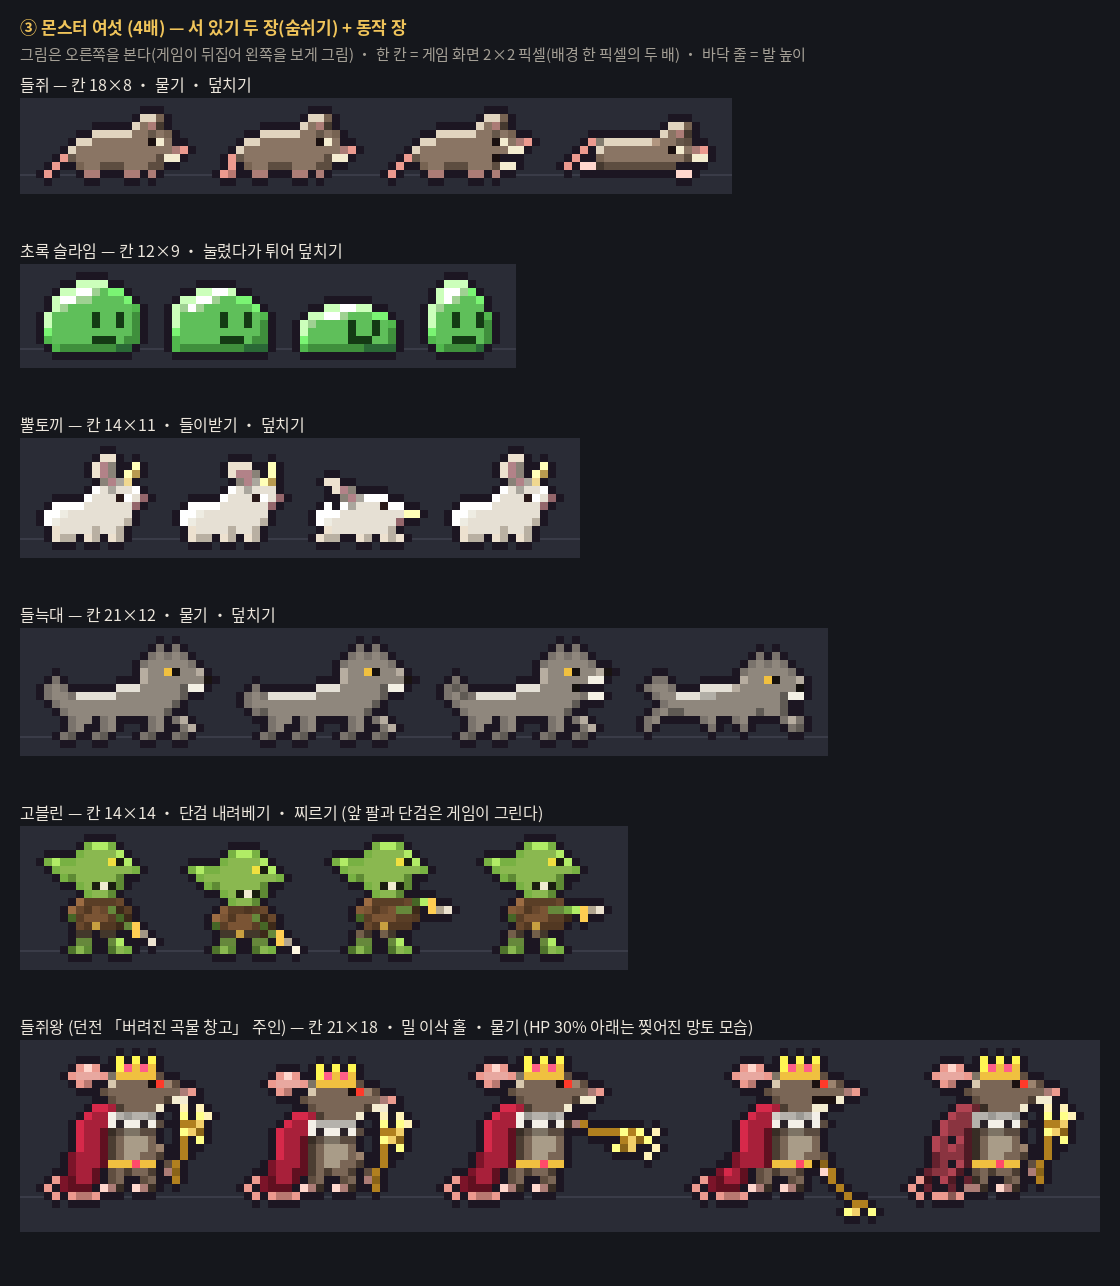 ③ 몬스터 여섯 (4배) — 서 있기 두 장(숨쉬기) + 동작 장
그림은 오른쪽을 본다(게임이 뒤집어 왼쪽을 보게 그림) · 한 칸 = 게임 화면 2×2 픽셀(배경 한 픽셀의 두 배) · 바닥 줄 = 발 높이
들쥐 — 칸 18×8 · 물기 · 덮치기
초록 슬라임 — 칸 12×9 · 눌렸다가 튀어 덮치기
뿔토끼 — 칸 14×11 · 들이받기 · 덮치기
들늑대 — 칸 21×12 · 물기 · 덮치기
고블린 — 칸 14×14 · 단검 내려베기 · 찌르기 (앞 팔과 단검은 게임이 그린다)
들쥐왕 (던전 「버려진 곡물 창고」 주인) — 칸 21×18 · 밀 이삭 홀 · 물기 (HP 30% 아래는 찢어진 망토 모습)